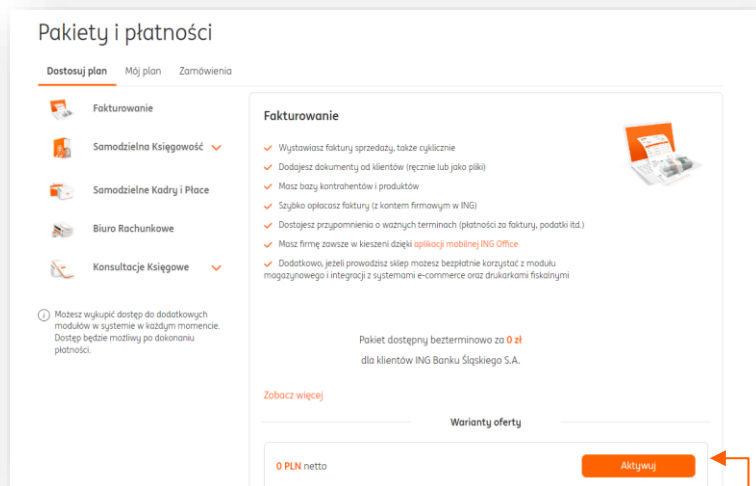 Pakiety i płatności
Dostosuj plan Mój plan Zamówienia
Fakturowanie
Samodzielna Księgowość
Samodzielne Kadry i Płace
Biuro Rachunkowe
Konsultacje Księgowe
Możesz wykupić dostęp do dodatkowych
modułów w systemie w każdym momencie.
Dostęp będzie możliwy po dokonaniu
płatności.
Fakturowanie
Wystawiasz faktury sprzedaży, także cyklicznie
Dodajesz dokumenty od klientów (ręcznie lub jako pliki)
Masz bazy kontrahentów i produktów
Szybko opłacasz faktury (z kontem firmowym w ING)
Dostajesz przypomnienia o ważnych terminach (płatności za faktury, podatki itd.)
Masz firmę zawsze w kieszeni dzięki aplikacji mobilnej ING Office
Dodatkowo, jeżeli prowadzisz sklep możesz bezpłatnie korzystać z modułu
magazynowego i integracji z systemami e-commerce oraz drukarkami fiskalnymi
Pakiet dostępny bezterminowo za 0 zł
dla klientów ING Banku Śląskiego S.A.
Zobacz więcej
Warianty oferty
0 PLN netto
Aktywuj